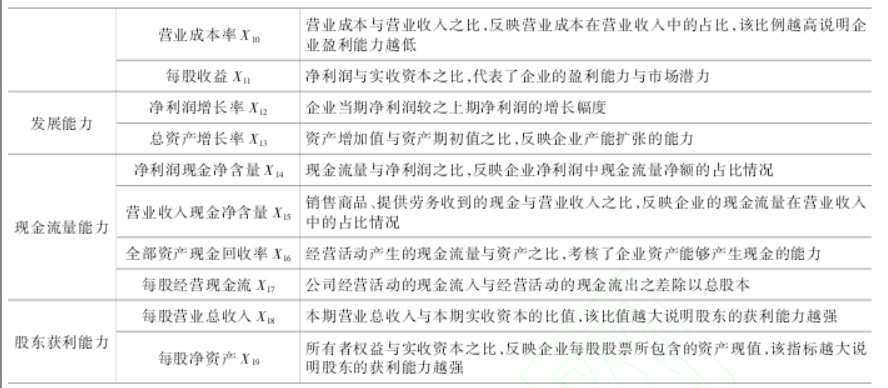 营业成本率 X10
营业成本与营业收入之比,反映营业成本在营业收入中的占比,该比例越高说明企
业盈利能力越低
每股收益 X11
净利润与实收资本之比,代表了企业的盈利能力与市场潜力
发展能力
净利润增长率 X12
企业当期净利润较之上期净利润的增长幅度
总资产增长率 X13
资产增加值与资产期初值之比,反映企业产能扩张的能力
现金流量能力
净利润现金净含量 X14
现金流量与净利润之比,反映企业净利润中现金流量净额的占比情况
营业收入现金净含量 X15
销售商品、提供劳务收到的现金与营业收入之比,反映企业的现金流量在营业收入
中的占比情况
全部资产现金回收率 X16
经营活动产生的现金流量与资产之比,考核了企业资产能够产生现金的能力
每股经营现金流 X17
公司经营活动的现金流入与经营活动的现金流出之差除以总股本
股东获利能力
每股营业总收入 X18
本期营业总收入与本期实收资本的比值,该比值越大说明股东的获利能力越强
每股净资产 X19
所有者权益与实收资本之比,反映企业每股股票所包含的资产现值,该指标越大说
明股东的获利能力越强